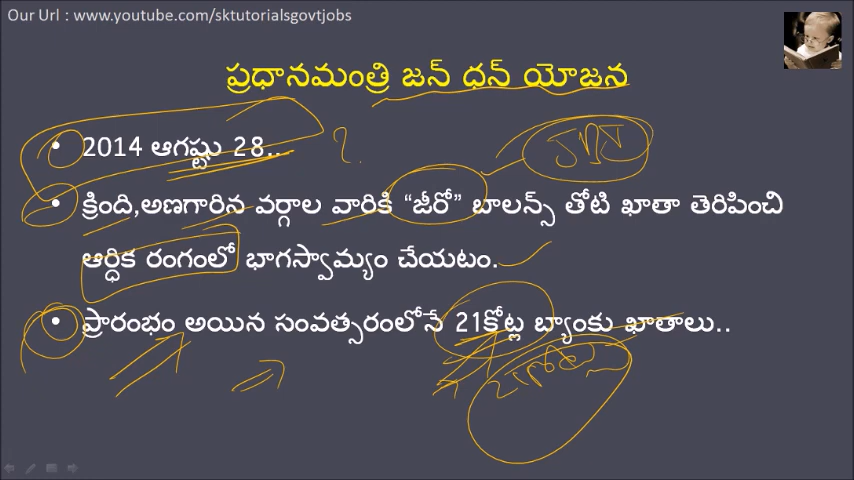 Our Url : www.youtube.com/sktutorialsgovtjobs
ప్రధానమంత్రి జన్ ధన్ యోజన
• 2014 ఆగష్టు 28..
• క్రింది,అణగారిన వర్గాల వారికి “జీరో” బాలన్స్ తోటి ఖాతా తెరిపించి
ఆర్ధిక రంగంలో భాగస్వామ్యం చేయటం.
• ప్రారంభం అయిన సంవత్సరంలోనే 21కోట్ల బ్యాంకు ఖాతాలు..